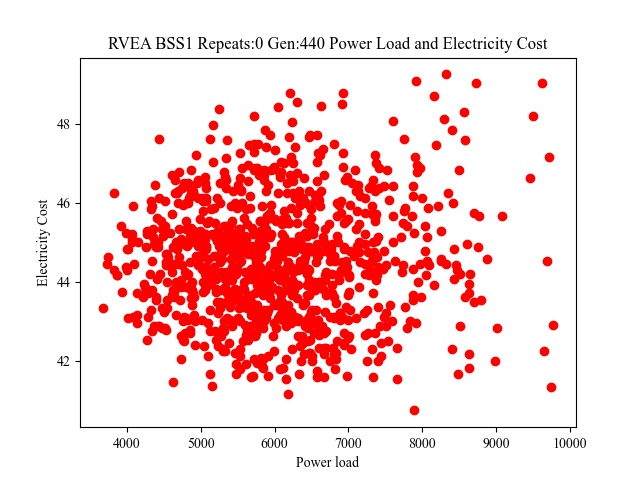 RVEA BSS1 Repeats:0 Gen:440 Power Load and Electricity Cost
48
46
44
42
Electricity Cost
4000 5000 6000 7000 8000 9000 10000
Power load